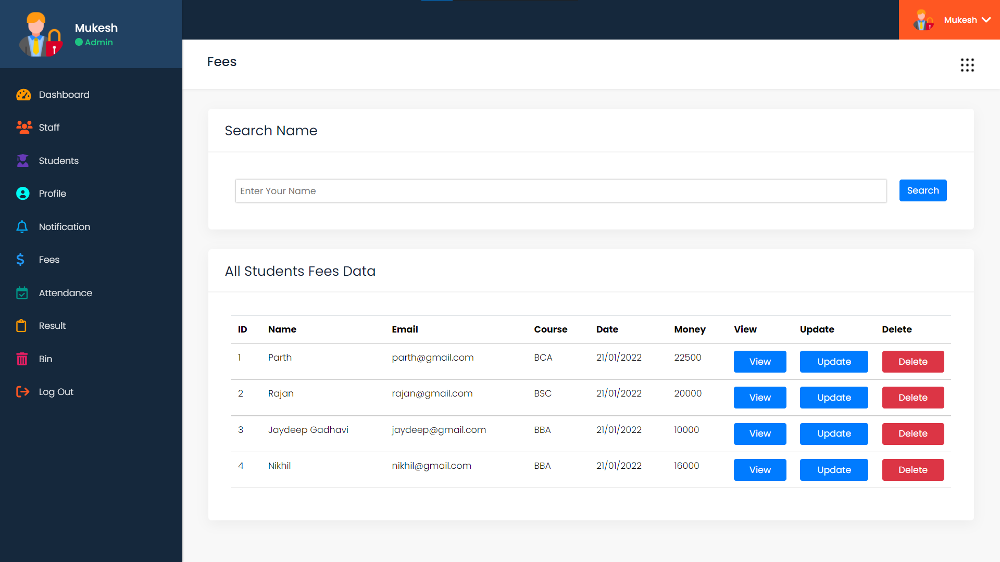 Mukesh
Admin
Mukesh
Dashboard
Staff
Students
Profile
Notification
Fees
Attendance
Result
Bin
Log Out
Fees
Search Name
Enter Your Name Search
All Students Fees Data
ID Name Email Course Date Money View Update Delete
1 Parth parth@gmail.com BCA 21/01/2022 22500 View Update Delete
2 Rajan rajan@gmail.com BSC 21/01/2022 20000 View Update Delete
3 Jaydeep Gadhavi jaydeep@gmail.com BBA 21/01/2022 10000 View Update Delete
4 Nikhil nikhil@gmail.com BBA 21/01/2022 16000 View Update Delete